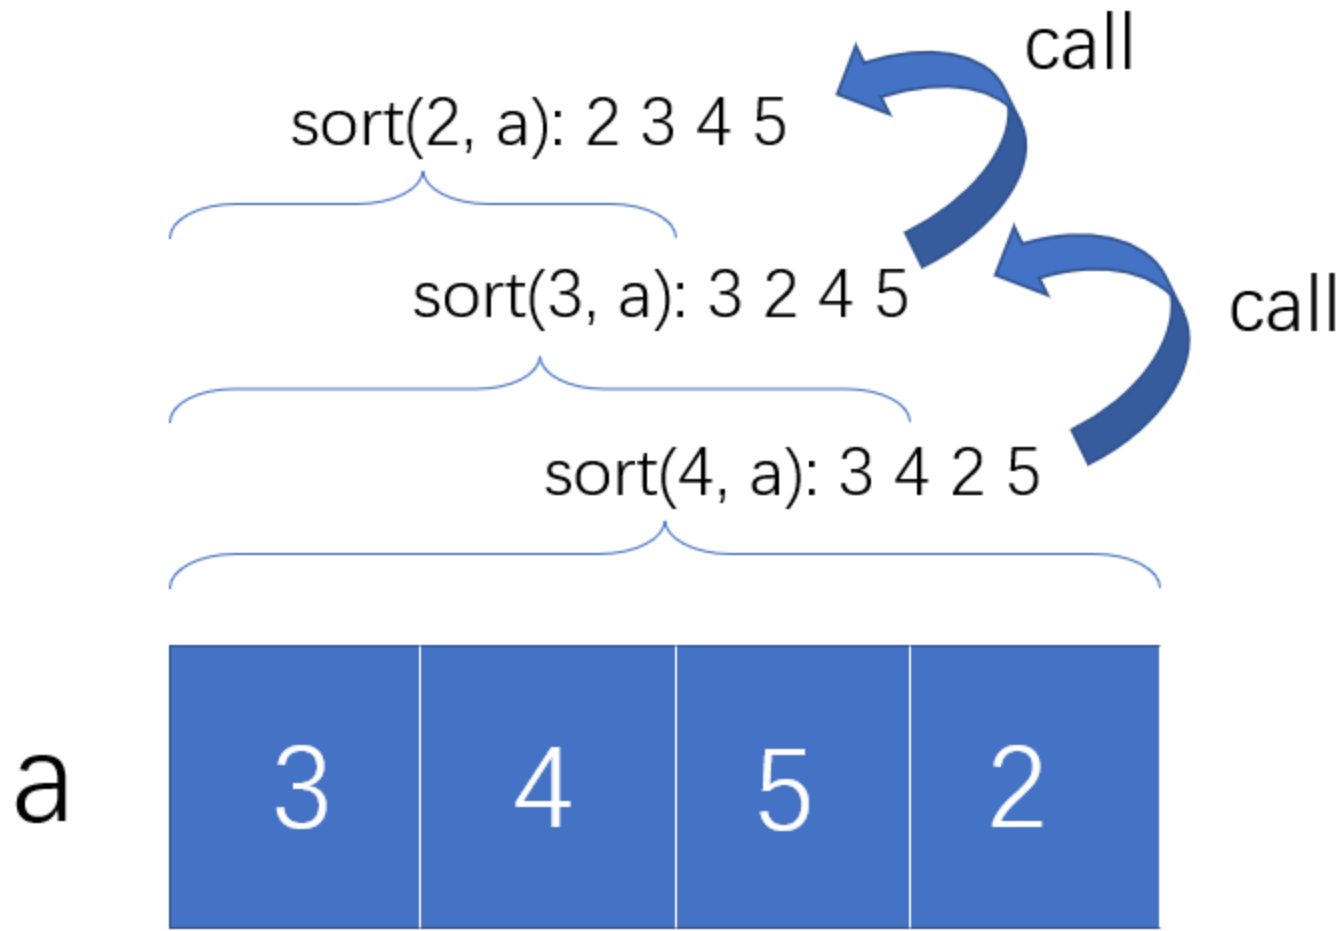 call
sort(2, a): 2 3 4 5
sort(3, a): 3 2 4 5
call
sort(4, a): 3 4 2 5
a
3 4 5 2